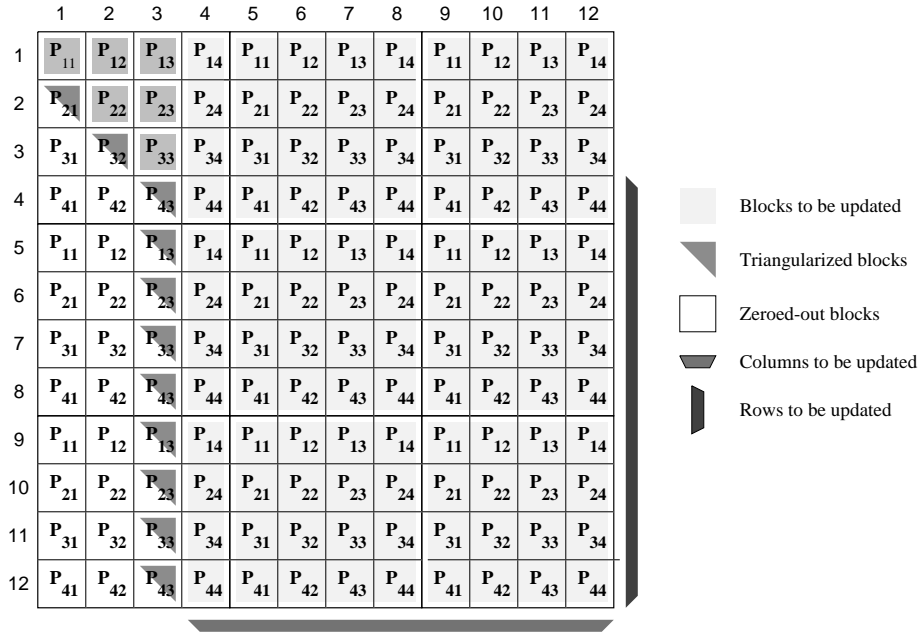 1 2 3 4 5 6 7 8 9 10 11 12
1 P11 P12 P13 P14 P11 P12 P13 P14 P11 P12 P13 P14
2 P21 P22 P23 P24 P21 P22 P23 P24 P21 P22 P23 P24
3 P31 P32 P33 P34 P31 P32 P33 P34 P31 P32 P33 P34
4 P41 P42 P43 P44 P41 P42 P43 P44 P41 P42 P43 P44
5 P11 P12 P13 P14 P11 P12 P13 P14 P11 P12 P13 P14
6 P21 P22 P23 P24 P21 P22 P23 P24 P21 P22 P23 P24
7 P31 P32 P33 P34 P31 P32 P33 P34 P31 P32 P33 P34
8 P41 P42 P43 P44 P41 P42 P43 P44 P41 P42 P43 P44
9 P11 P12 P13 P14 P11 P12 P13 P14 P11 P12 P13 P14
10 P21 P22 P23 P24 P21 P22 P23 P24 P21 P22 P23 P24
11 P31 P32 P33 P34 P31 P32 P33 P34 P31 P32 P33 P34
12 P41 P42 P43 P44 P41 P42 P43 P44 P41 P42 P43 P44
Blocks to be updated
Triangularized blocks
Zeroed-out blocks
Columns to be updated
Rows to be updated